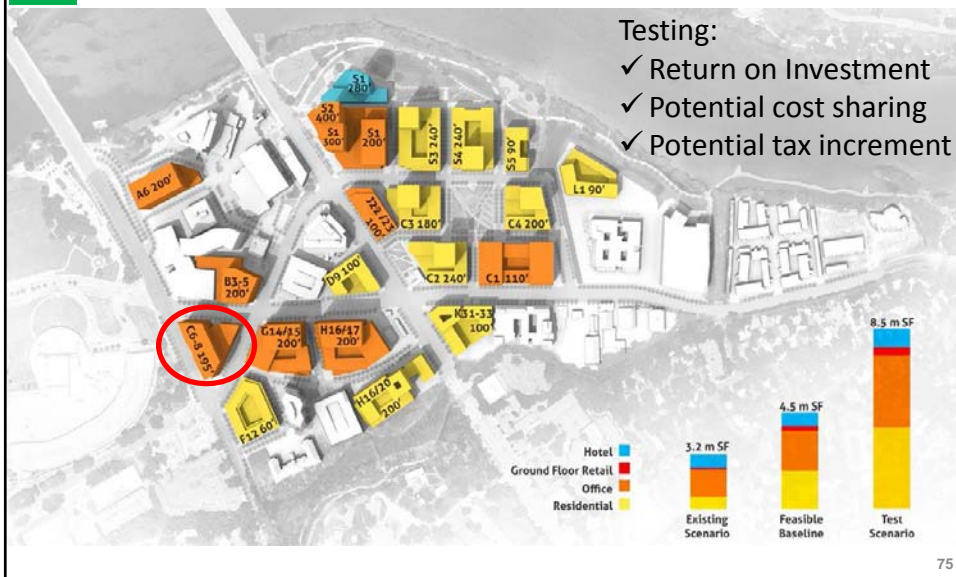 Testing:
✓ Return on Investment
✓ Potential cost sharing
✓ Potential tax increment
S1
280'
S2
400'
S1
300'
S1
200'
S3 240'
S4 240'
S5 90'
A6 200'
L1 90'
J22/23
100'
C3 180'
C4 200'
B3-5
200'
D9 100'
C2 240'
C1 110'
C6-8 195'
G14/15
200'
H16/17
200'
K31-33
100'
F12 60'
H16/20
200'
Hotel
Ground Floor Retail
Office
Residential
3.2 m SF
4.5 m SF
8.5 m SF
Existing
Scenario
Feasible
Baseline
Test
Scenario
75